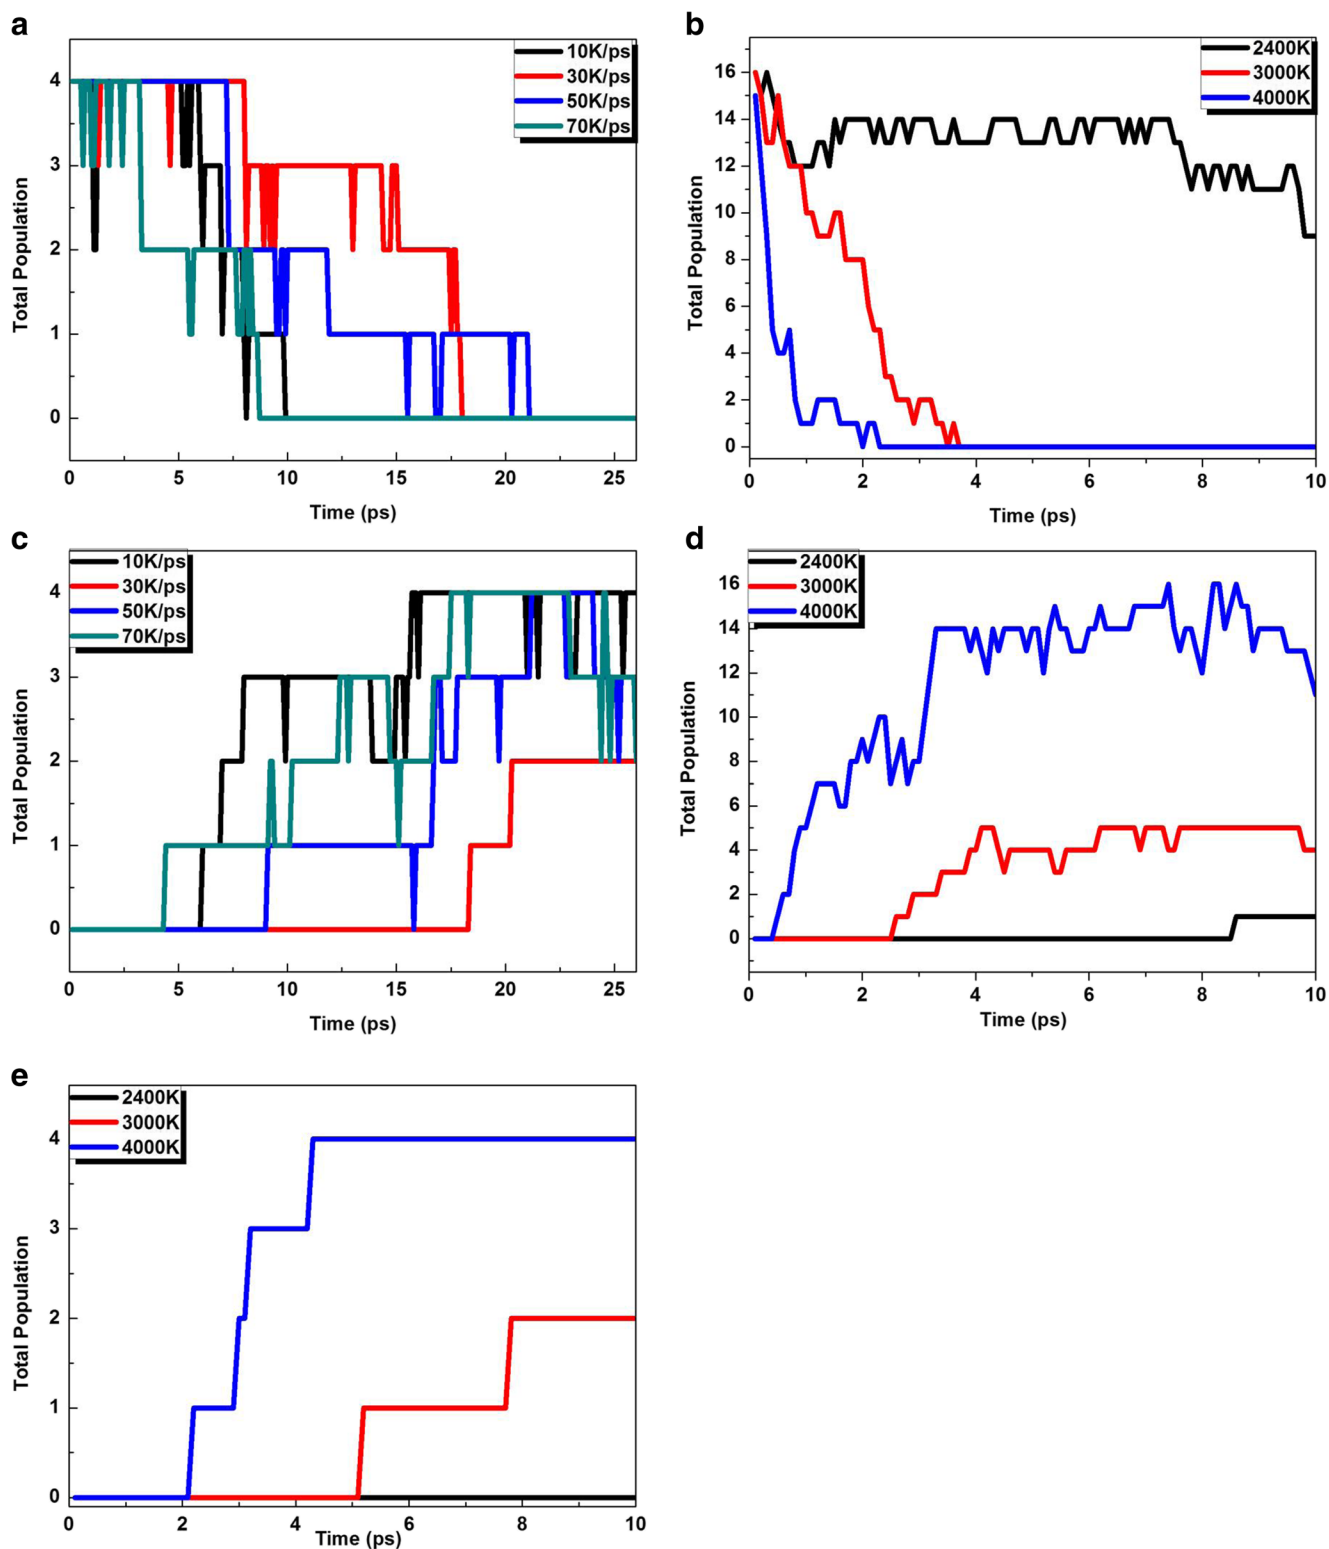 a
10K/ps
30K/ps
50K/ps
70K/ps
4
3
2
1
0
Total Population
0 5 10 15 20 25
Time (ps)
b
2400K
3000K
4000K
16
14
12
10
8
6
4
2
0
Total Population
0 2 4 6 8 10
Time (ps)
c
10K/ps
30K/ps
50K/ps
70K/ps
4
3
2
1
0
Total Population
0 5 10 15 20 25
Time (ps)
d
2400K
3000K
4000K
16
14
12
10
8
6
4
2
0
Total Population
0 2 4 6 8 10
Time (ps)
e
2400K
3000K
4000K
4
3
2
1
0
Total Population
0 2 4 6 8 10
Time (ps)